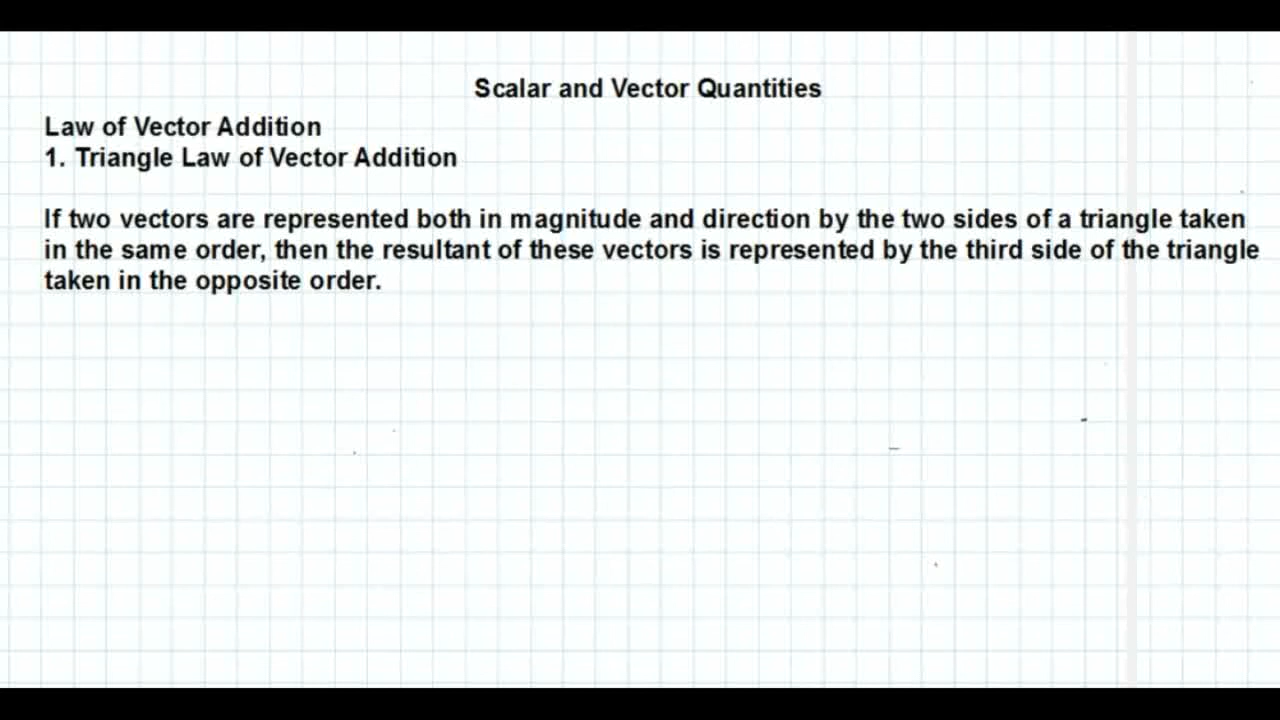 Scalar and Vector Quantities
Law of Vector Addition
1. Triangle Law of Vector Addition
If two vectors are represented both in magnitude and direction by the two sides of a triangle taken
in the same order, then the resultant of these vectors is represented by the third side of the triangle
taken in the opposite order.